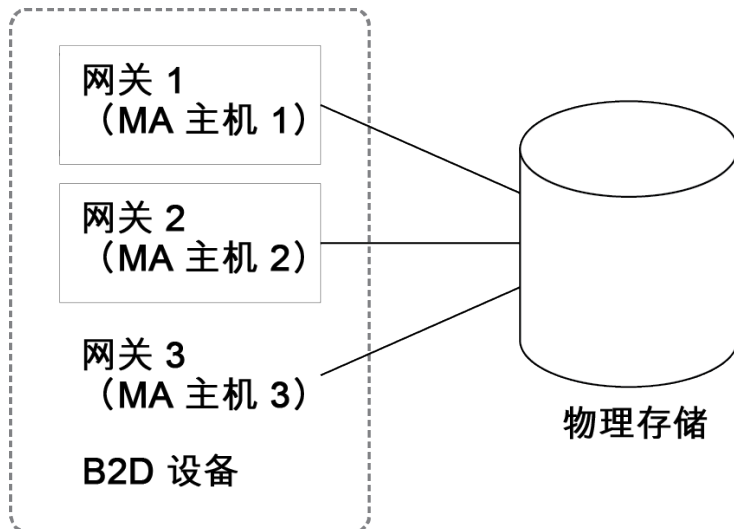 网关 1
（MA 主机 1）
网关 2
（MA 主机 2）
网关 3
（MA 主机 3）
B2D 设备
物理存储